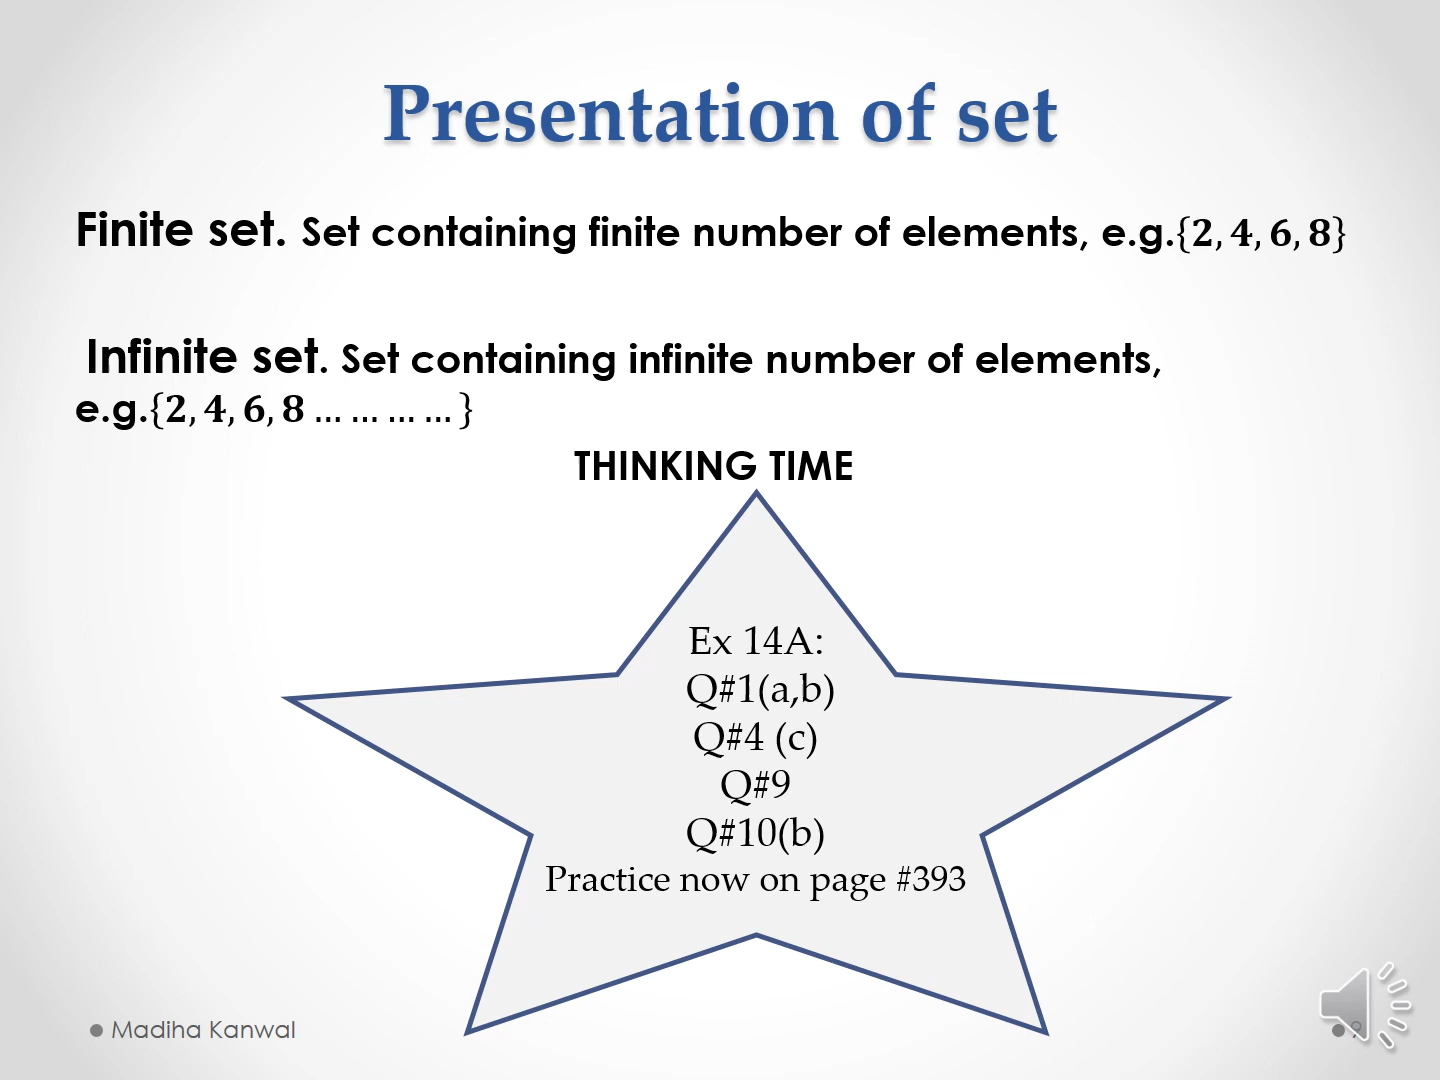 Presentation of set
Finite set. Set containing finite number of elements, e.g.{2, 4, 6, 8}
Infinite set. Set containing infinite number of elements,
e.g.{2, 4, 6, 8 … … … … }
THINKING TIME
Ex 14A:
Q#1(a,b)
Q#4 (c)
Q#9
Q#10(b)
Practice now on page #393
Madiha Kanwal
9